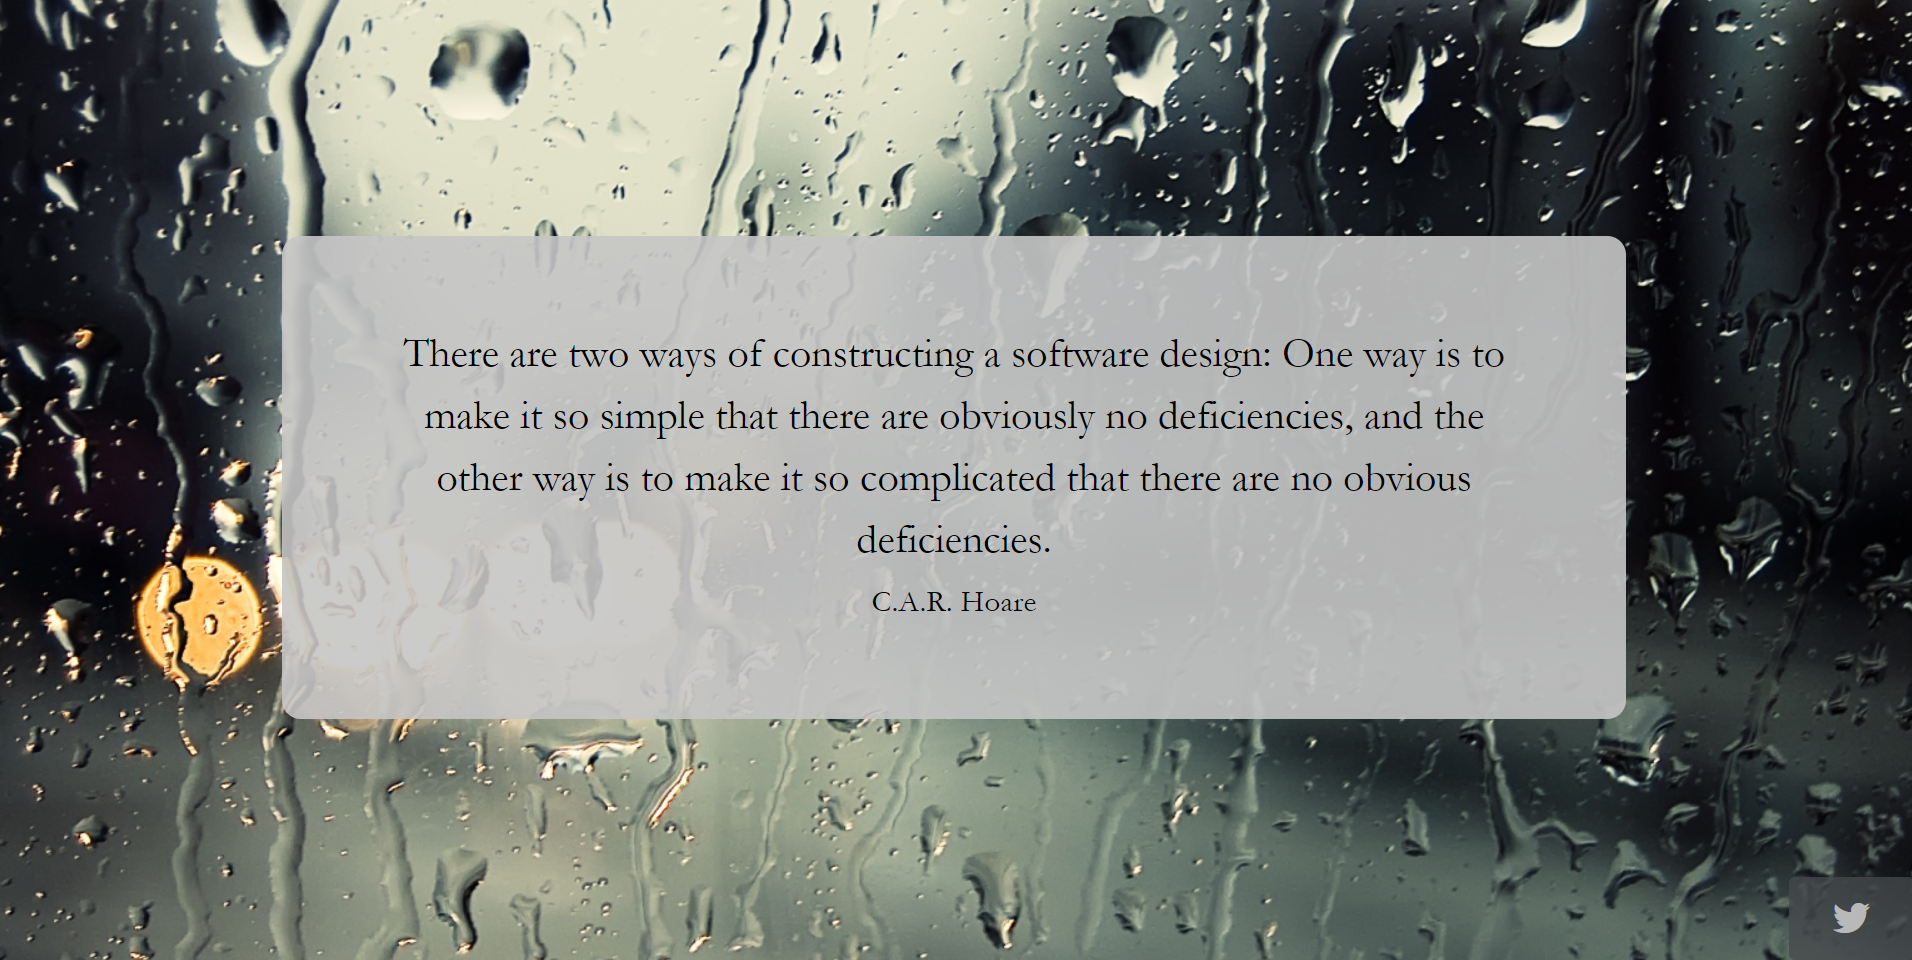 There are two ways of constructing a software design: One way is to
make it so simple that there are obviously no deficiencies, and the
other way is to make it so complicated that there are no obvious
deficiencies.
C.A.R. Hoare